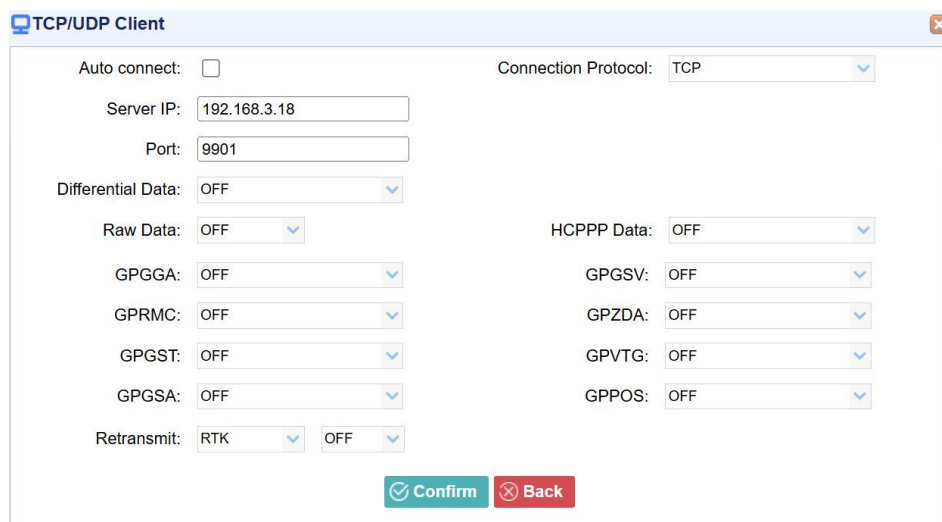 TCP/UDP Client
Auto connect: Connection Protocol: TCP
Server IP: 192.168.3.18
Port: 9901
Differential Data: OFF
Raw Data: OFF HCPPP Data: OFF
GPGGA: OFF GPGSV: OFF
GPRMC: OFF GPZDA: OFF
GPGST: OFF GPVTG: OFF
GPGSA: OFF GPPOS: OFF
Retransmit: RTK OFF
Confirm Back